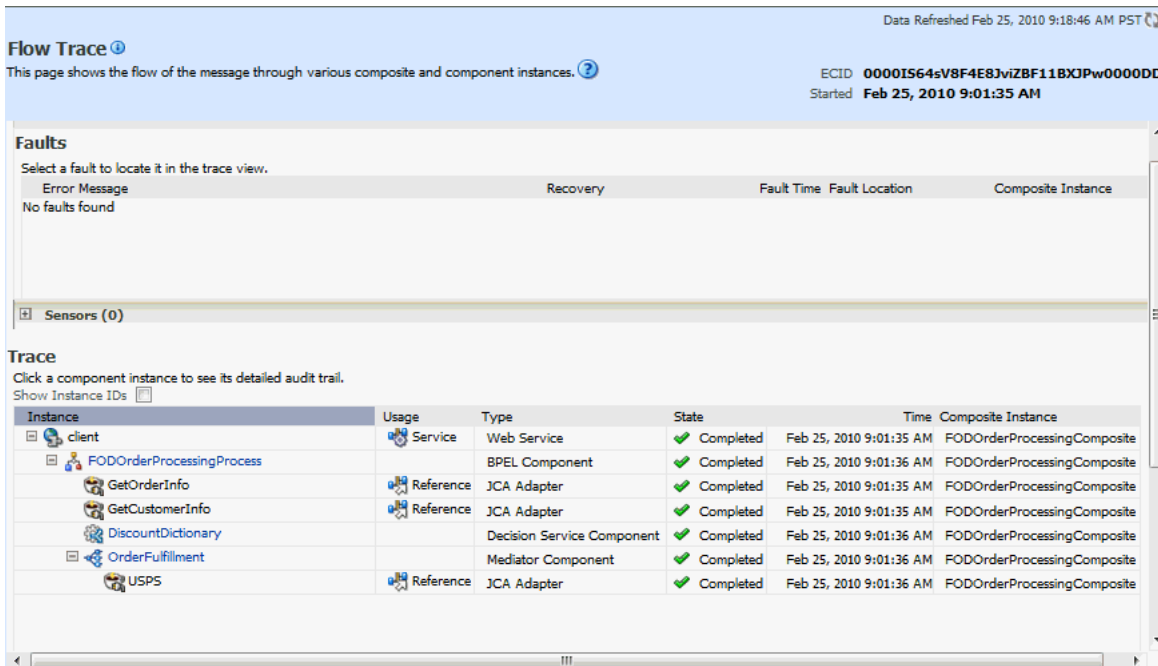 Data Refreshed Feb 25, 2010 9:18:46 AM PST
Flow Trace
This page shows the flow of the message through various composite and component instances.
ECID 0000IS64sV8F4E8JviZBF11BXJPw0000DD
Started Feb 25, 2010 9:01:35 AM
Faults
Select a fault to locate it in the trace view.
Error Message Recovery Fault Time Fault Location Composite Instance
No faults found
Sensors (0)
Trace
Click a component instance to see its detailed audit trail.
Show Instance IDs
Instance Usage Type State Time Composite Instance
client Service Web Service Completed Feb 25, 2010 9:01:35 AM FODOrderProcessingComposite
FODOrderProcessingProcess BPEL Component Completed Feb 25, 2010 9:01:36 AM FODOrderProcessingComposite
GetOrderInfo Reference JCA Adapter Completed Feb 25, 2010 9:01:35 AM FODOrderProcessingComposite
GetCustomerInfo Reference JCA Adapter Completed Feb 25, 2010 9:01:35 AM FODOrderProcessingComposite
DiscountDictionary Decision Service Component Completed Feb 25, 2010 9:01:36 AM FODOrderProcessingComposite
OrderFulfillment Mediator Component Completed Feb 25, 2010 9:01:36 AM FODOrderProcessingComposite
USPS Reference JCA Adapter Completed Feb 25, 2010 9:01:36 AM FODOrderProcessingComposite